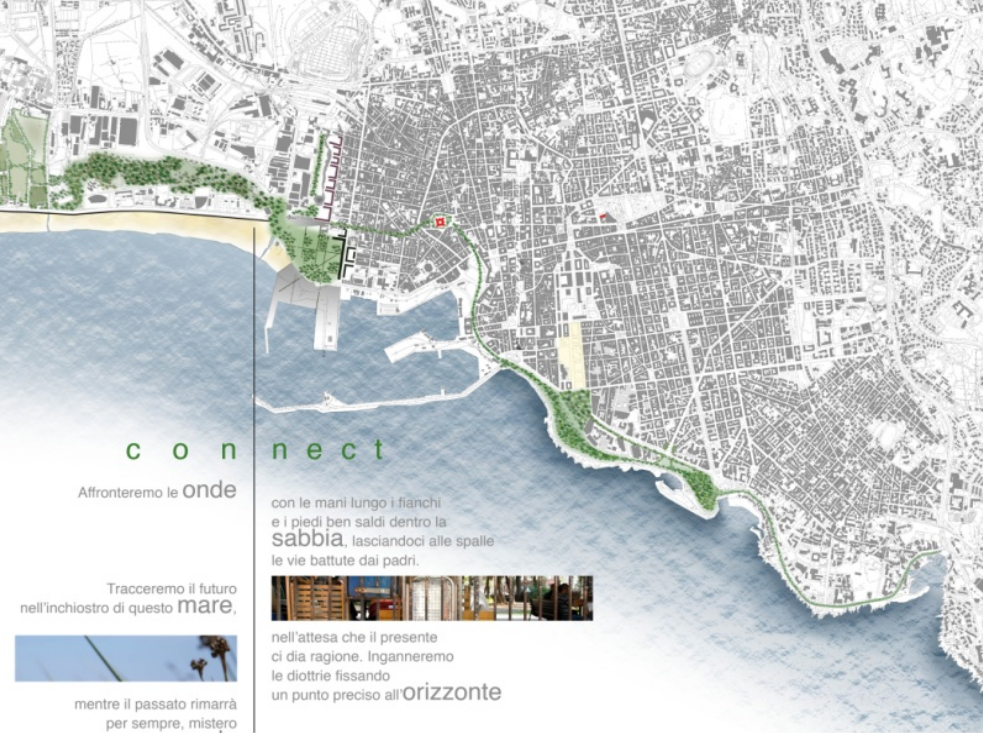 connect
Affronteremo le onde
con le mani lungo i fianchi
e i piedi ben saldi dentro la
sabbia, lasciandoci alle spalle
le vie battute dai padri.
Tracceremo il futuro
nell'inchiostro di questo mare,
nell'attesa che il presente
ci dia ragione. Inganneremo
le diottrie fissando
un punto preciso all'orizzonte
mentre il passato rimarrà
per sempre, mistero